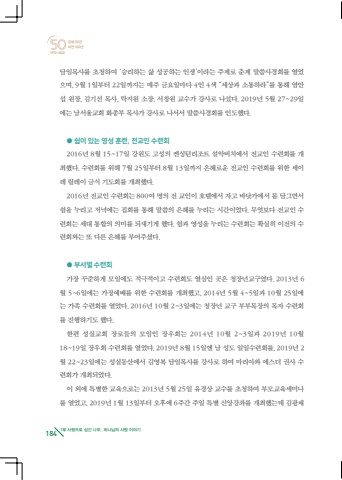 담임목사를 초청하여 '승리하는 삶 성공하는 인생'이라는 주제로 춘계 말씀사경회를 열었
으며, 9월 1일부터 22일까지는 매주 금요일마다 4인 4색 "세상과 소통하라"를 통해 염안
섭 원장, 김기선 목사, 박지원 소장, 서창원 교수가 강사로 나섰다. 2019년 5월 27~29일
에는 남서울교회 화종부 목사가 강사로 나서서 말씀사경회를 인도했다.
● 쉼이 있는 영성 훈련, 전교인 수련회
2016년 8월 15~17일 강원도 고성의 켄싱턴리조트 설악비치에서 전교인 수련회를 개
최했다. 수련회를 위해 7월 25일부터 8월 13일까지 은혜로운 전교인 수련회를 위한 세이
레 릴레이 금식 기도회를 개최했다.
2016년 전교인 수련회는 800여 명의 전 교인이 호텔에서 자고 바닷가에서 몸 담그면서
쉼을 누리고 저녁에는 집회를 통해 말씀의 은혜를 누리는 시간이었다. 무엇보다 전교인 수
련회는 세대 통합의 의미를 되새기게 했다. 쉼과 영성을 누리는 수련회는 확실히 이전의 수
련회와는 또 다른 은혜를 부어주셨다.
● 부서별 수련회
가장 꾸준하게 모임에도 적극적이고 수련회도 열심인 곳은 청장년교구였다. 2013년 6
월 5~6일에는 가정예배를 위한 수련회를 개최했고, 2014년 5월 4~5일과 10월 25일에
는 가족 수련회를 열었다. 2016년 10월 2~3일에는 청장년 교구 부부목장의 목자 수련회
를 진행하기도 했다.
한편 성실교회 장로들의 모임인 장우회는 2014년 10월 2~3일과 2019년 10월
18~19일 장우회 수련회를 열었다. 2019년 8월 15일엔 남 성도 일일수련회를, 2019년 2
월 22~23일에는 성실동산에서 김영복 담임목사를 강사로 하여 마리아와 에스더 권사 수
련회가 개최되었다.
이 외에 특별한 교육으로는 2013년 5월 25일 유경상 교수를 초청하여 부모교육세미나
를 열었고, 2019년 1월 13일부터 오후에 6주간 주일 특별 신앙강좌를 개최했는데 김광세
184